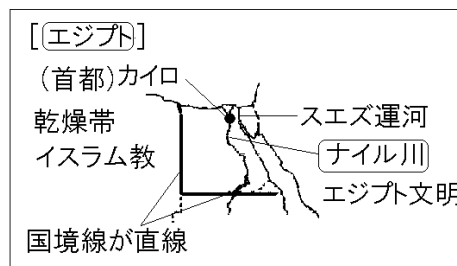 [エジプト]
(首都)カイロ
乾燥帯
スエズ運河
イスラム教
ナイル川
エジプト文明
国境線が直線